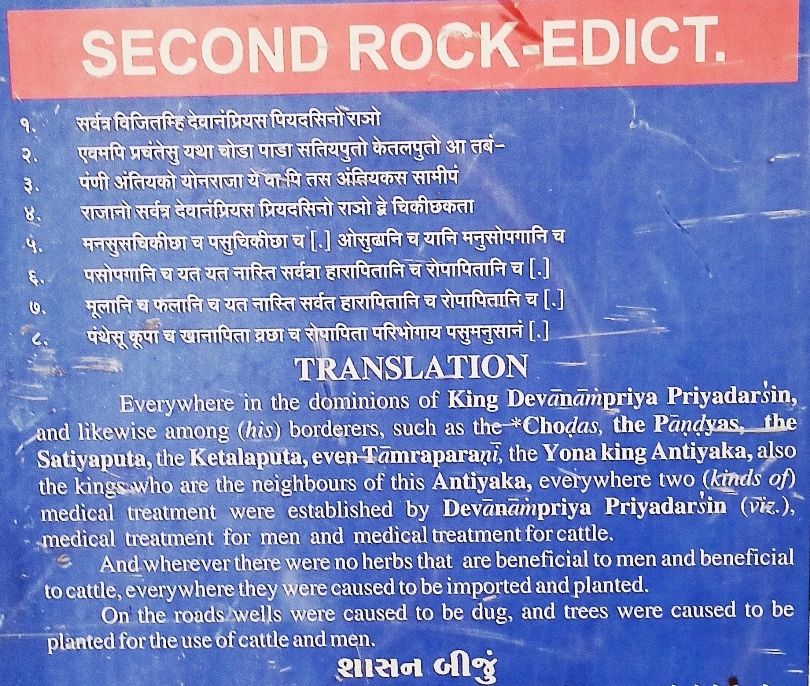 SECOND ROCK-EDICT.
१. सर्वत्र विजितम्हि देवानंप्रियस पियदसिनो राञो
२. एवमपि प्रचंतेसु यथा चोडा पाडा सतियपुतो केतलपुतो आ तबं-
३. पंणी अंतियको योनराजा ये वा पि तस अंतियकस सामीपं
४. राजानो सर्वत्र देवानंप्रियस प्रियदसिनो राञो द्वे चिकीछकता
५. मनसुसचिकीछा च पसुचिकीछा च [.] ओसुढानि च यानि मनुसोपगानि च
६. पसोपगानि च यत यत नास्ति सर्वत्रा हारापितानि च रोपापितानि च [.]
७. मूलानि च फलानि च यत नास्ति सर्वत हारापितानि च रोपापितानि च [.]
८. पंथेसू कूपा च खानापिता व्रछा च रोपापिता परिभोगाय पसुमनुसानं [.]
TRANSLATION
Everywhere in the dominions of King Devānāṁpriya Priyadarśin,
and likewise among (his) borderers, such as the *Choḍas, the Pāṇḍyas, the
Satiyaputa, the Ketalaputa, even Tāmraparaṇī, the Yona king Antiyaka, also
the kings who are the neighbours of this Antiyaka, everywhere two (kinds of)
medical treatment were established by Devānāṁpriya Priyadarśin (viz.),
medical treatment for men and medical treatment for cattle.
And wherever there were no herbs that are beneficial to men and beneficial
to cattle, everywhere they were caused to be imported and planted.
On the roads wells were caused to be dug, and trees were caused to be
planted for the use of cattle and men.
શાસન બીજું